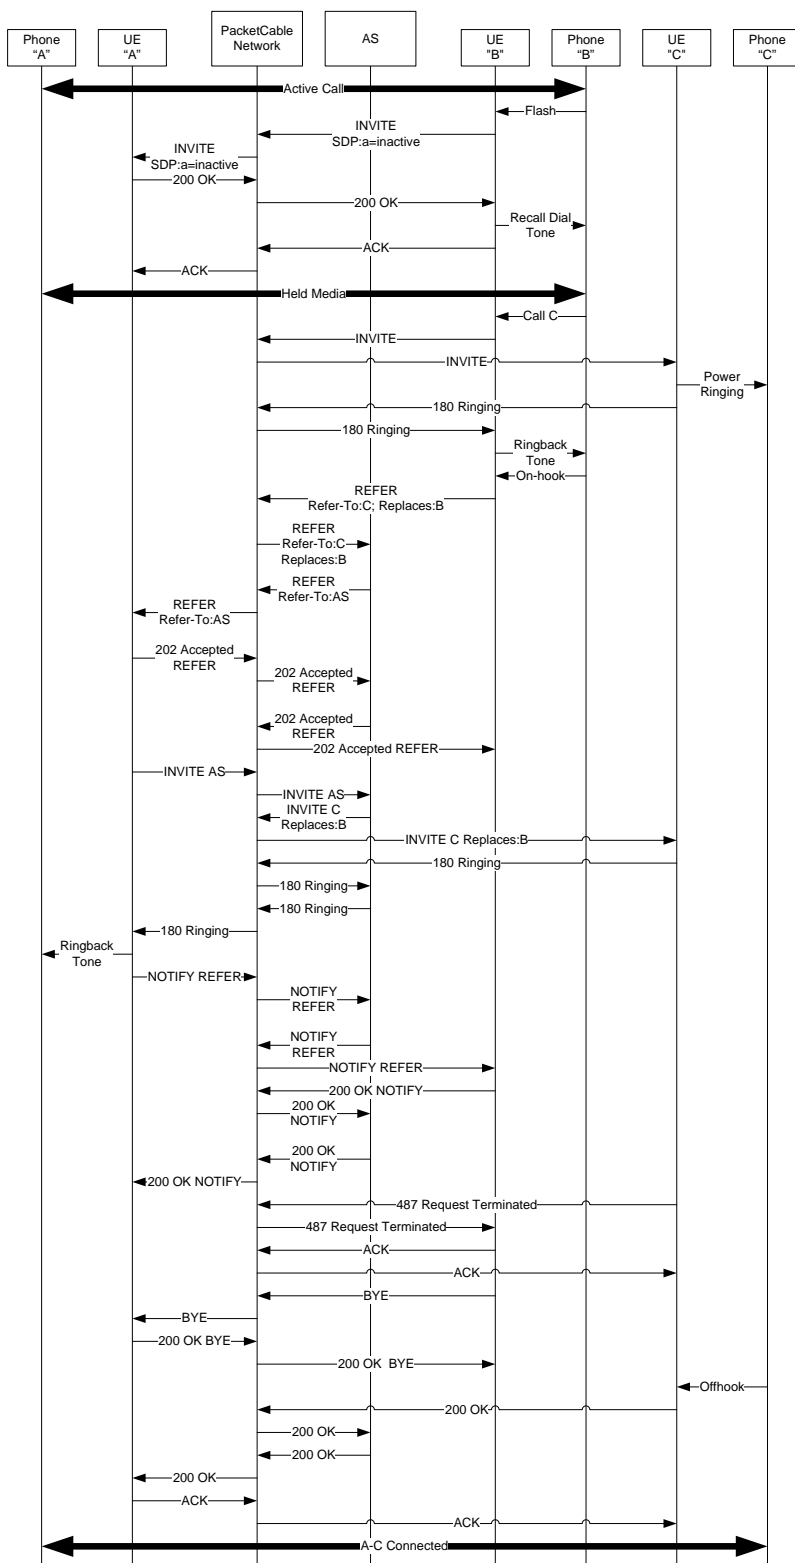 Phone
“A”
UE
“A”
PacketCable
Network
AS
UE
"B"
Phone
“B”
UE
"C"
Phone
“C”
Active Call
Flash
INVITE
SDP:a=inactive
INVITE
SDP:a=inactive
200 OK
200 OK
Recall Dial
Tone
ACK
ACK
Held Media
Call C
INVITE
INVITE
Power
Ringing
180 Ringing
180 Ringing
Ringback
Tone
On-hook
REFER
Refer-To:C; Replaces:B
REFER
Refer-To:C
Replaces:B
REFER
Refer-To:AS
REFER
Refer-To:AS
202 Accepted
REFER
202 Accepted
REFER
202 Accepted
REFER
202 Accepted REFER
INVITE AS
INVITE AS
INVITE C
Replaces:B
INVITE C Replaces:B
180 Ringing
180 Ringing
180 Ringing
180 Ringing
Ringback
Tone
NOTIFY REFER
NOTIFY
REFER
NOTIFY
REFER
NOTIFY REFER
200 OK NOTIFY
200 OK
NOTIFY
200 OK
NOTIFY
200 OK NOTIFY
487 Request Terminated
487 Request Terminated
ACK
ACK
BYE
BYE
200 OK BYE
200 OK  BYE
Offhook
200 OK
200 OK
200 OK
200 OK
ACK
ACK
A-C Connected